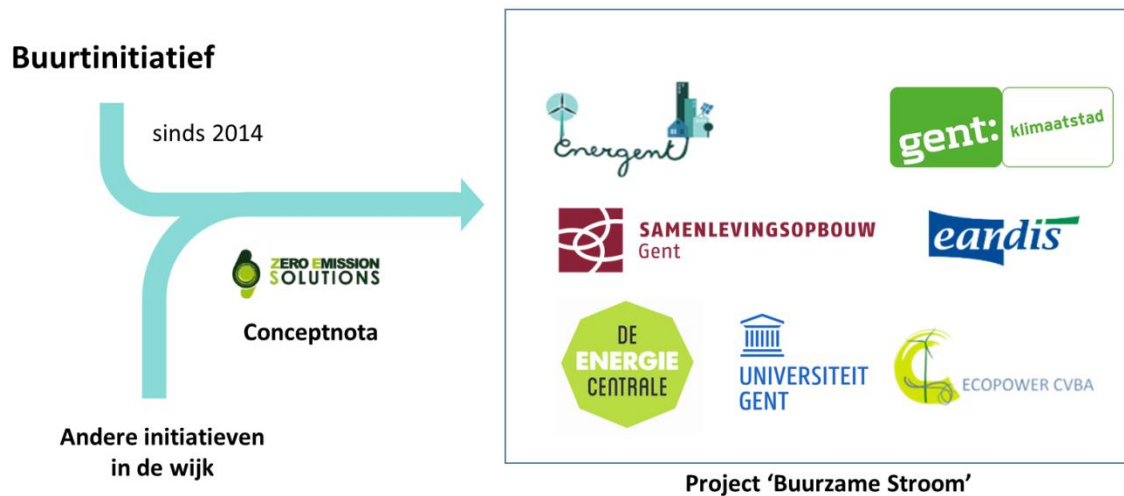 Buurtinitiatief
sinds 2014
ZERO EMISSION
SOLUTIONS
Conceptnota
Andere initiatieven
in de wijk
Energent
gent:
klimaatstad
SAMENLEVINGSOPBOUW
Gent
eandis
DE
ENERGIE
CENTRALE
UNIVERSITEIT
GENT
ECOPOWER CVBA
Project ‘Buurzame Stroom’